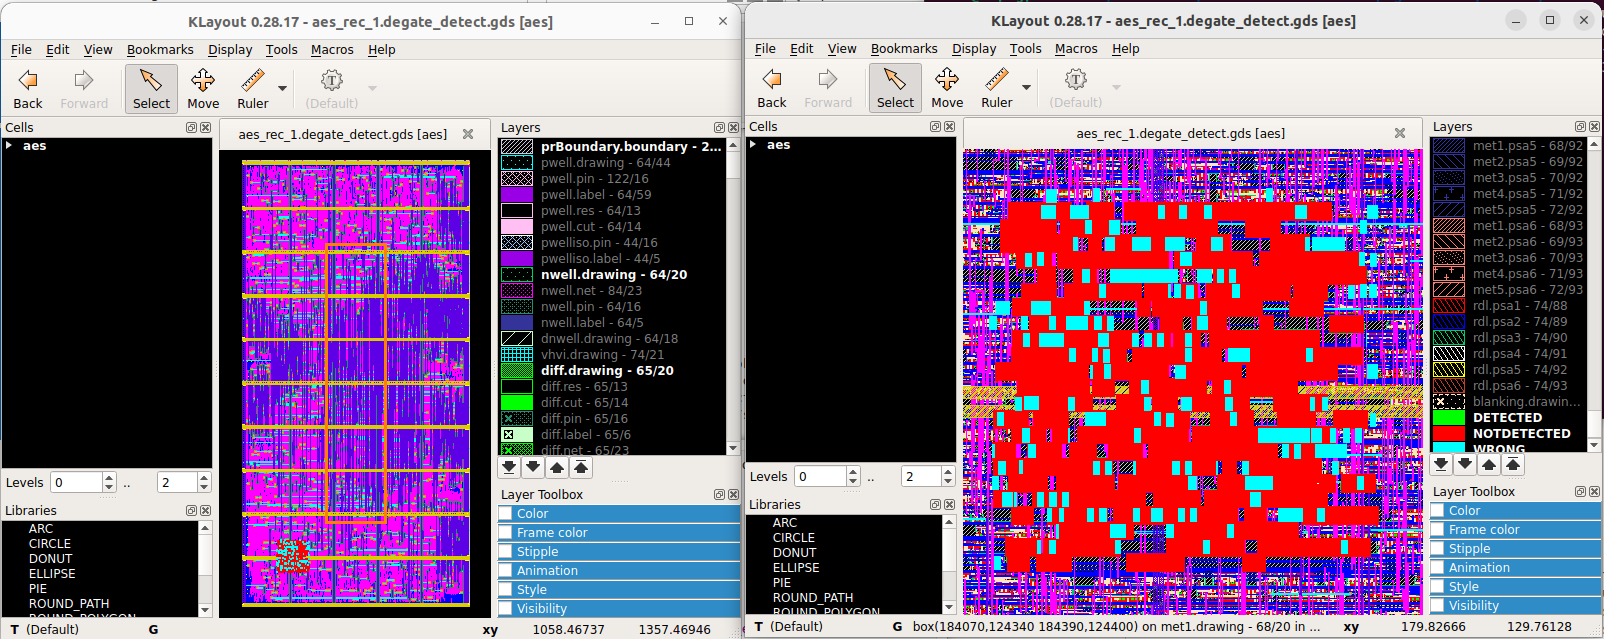 KLayout 0.28.17 - aes_rec_1.degate_detect.gds [aes]
File Edit View Bookmarks Display Tools Macros Help
Back Forward Select Move Ruler (Default)
Cells
aes
Levels 0 .. 2
Libraries
ARC
CIRCLE
DONUT
ELLIPSE
PIE
ROUND_PATH
aes_rec_1.degate_detect.gds [aes]
Layers
prBoundary.boundary - 2...
pwell.drawing - 64/44
pwell.pin - 122/16
pwell.label - 64/59
pwell.res - 64/13
pwell.cut - 64/14
pwelliso.pin - 44/16
pwelliso.label - 44/5
nwell.drawing - 64/20
nwell.net - 84/23
nwell.pin - 64/16
nwell.label - 64/5
dnwell.drawing - 64/18
vhvi.drawing - 74/21
diff.drawing - 65/20
diff.res - 65/13
diff.cut - 65/14
diff.pin - 65/16
diff.label - 65/6
diff.net - 65/23
Layer Toolbox
Color
Frame color
Stipple
Animation
Style
Visibility
T (Default) G xy 1058.46737 1357.46946
KLayout 0.28.17 - aes_rec_1.degate_detect.gds [aes]
File Edit View Bookmarks Display Tools Macros Help
Back Forward Select Move Ruler (Default)
Cells
aes
Levels 0 .. 2
Libraries
ARC
CIRCLE
DONUT
ELLIPSE
PIE
ROUND_PATH
ROUND_POLYGON
aes_rec_1.degate_detect.gds [aes]
Layers
met1.psa5 - 68/92
met2.psa5 - 69/92
met3.psa5 - 70/92
met4.psa5 - 71/92
met5.psa5 - 72/92
met1.psa6 - 68/93
met2.psa6 - 69/93
met3.psa6 - 70/93
met4.psa6 - 71/93
met5.psa6 - 72/93
rdl.psa1 - 74/88
rdl.psa2 - 74/89
rdl.psa3 - 74/90
rdl.psa4 - 74/91
rdl.psa5 - 74/92
rdl.psa6 - 74/93
blanking.drawin...
DETECTED
NOTDETECTED
WRONG
Layer Toolbox
Color
Frame color
Stipple
Animation
Style
Visibility
T (Default) G box(184070,124340 184390,124400) on met1.drawing - 68/20 in ... xy 179.82666 129.76128